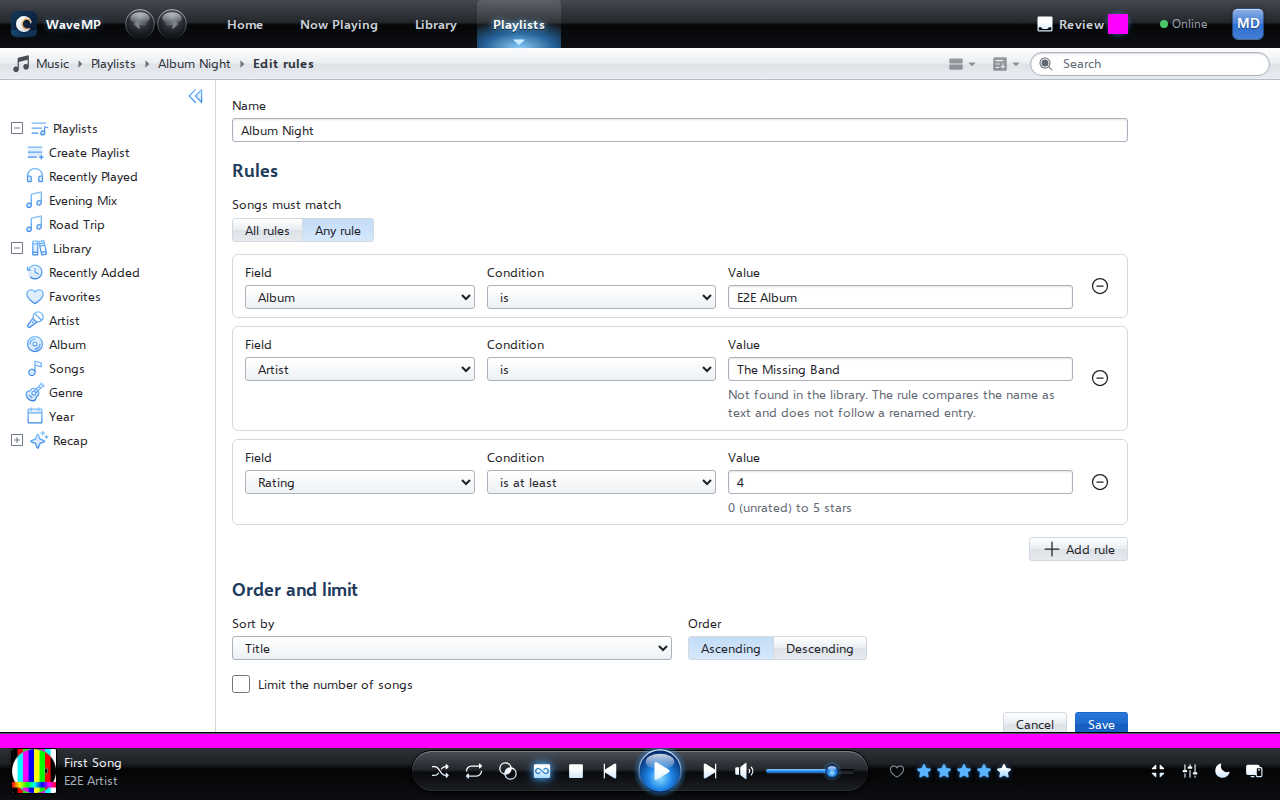 WaveMP
Home
Now Playing
Library
Playlists
Review
Online
MD
Music
Playlists
Album Night
Edit rules
Search
Playlists
Create Playlist
Recently Played
Evening Mix
Road Trip
Library
Recently Added
Favorites
Artist
Album
Songs
Genre
Year
Recap
Name
Album Night
Rules
Songs must match
All rules
Any rule
Field
Condition
Value
Album
is
E2E Album
Field
Condition
Value
Artist
is
The Missing Band
Not found in the library. The rule compares the name as
text and does not follow a renamed entry.
Field
Condition
Value
Rating
is at least
4
0 (unrated) to 5 stars
Add rule
Order and limit
Sort by
Order
Title
Ascending
Descending
Limit the number of songs
Cancel
Save
First Song
E2E Artist